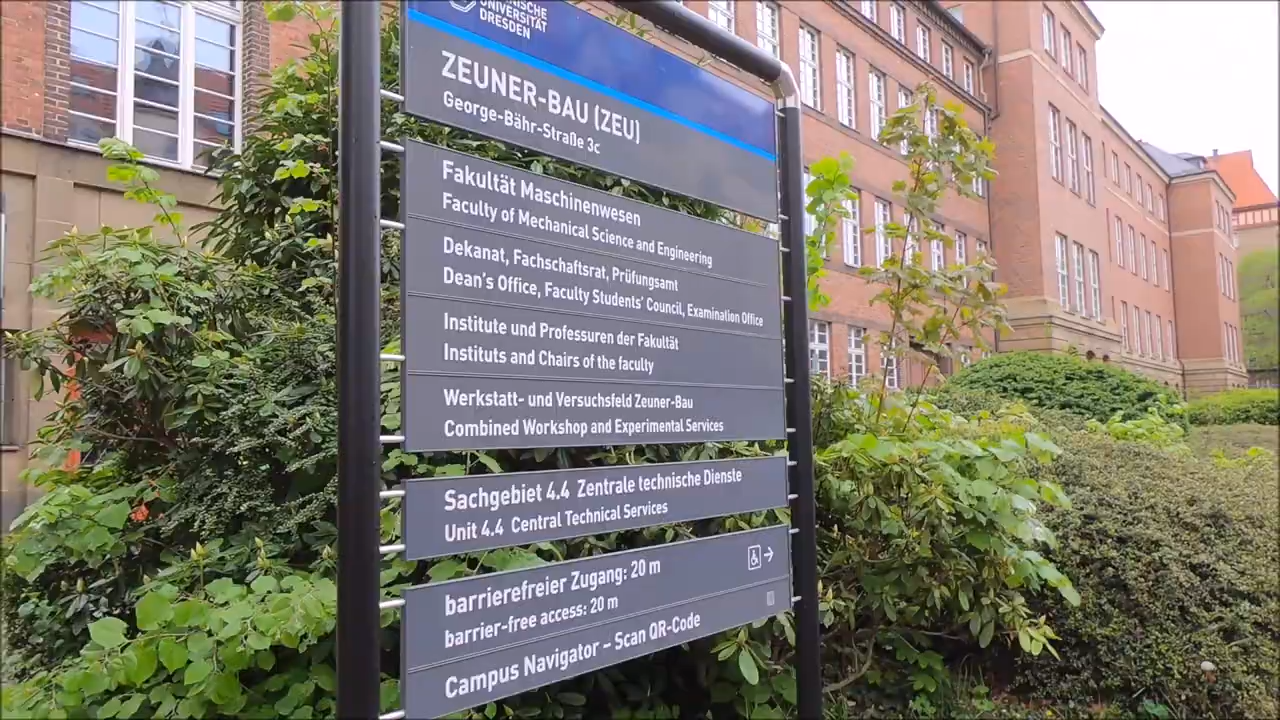 UNIVERSITÄT
DRESDEN
ZEUNER-BAU (ZEU)
George-Bähr-Straße 3c
Fakultät Maschinenwesen
Faculty of Mechanical Science and Engineering
Dekanat, Fachschaftsrat, Prüfungsamt
Dean's Office, Faculty Students' Council, Examination Office
Institute und Professuren der Fakultät
Instituts and Chairs of the faculty
Werkstatt- und Versuchsfeld Zeuner-Bau
Combined Workshop and Experimental Services
Sachgebiet 4.4 Zentrale technische Dienste
Unit 4.4 Central Technical Services
barrierefreier Zugang: 20 m
barrier-free access: 20 m
Campus Navigator – Scan QR-Code